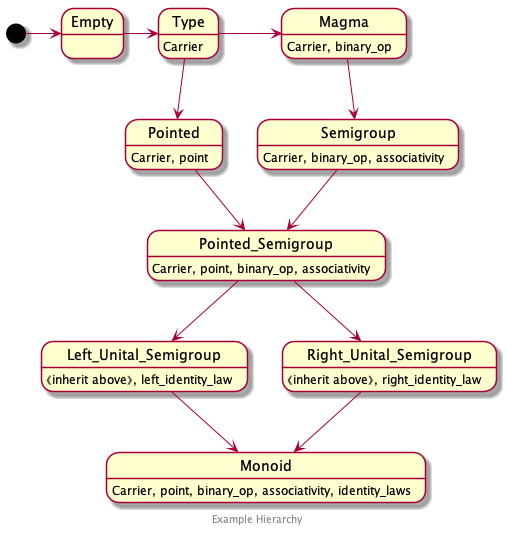 Empty
Type
Carrier
Magma
Carrier, binary_op
Pointed
Carrier, point
Semigroup
Carrier, binary_op, associativity
Pointed_Semigroup
Carrier, point, binary_op, associativity
Left_Unital_Semigroup
《inherit above》, left_identity_law
Right_Unital_Semigroup
《inherit above》, right_identity_law
Monoid
Carrier, point, binary_op, associativity, identity_laws
Example Hierarchy